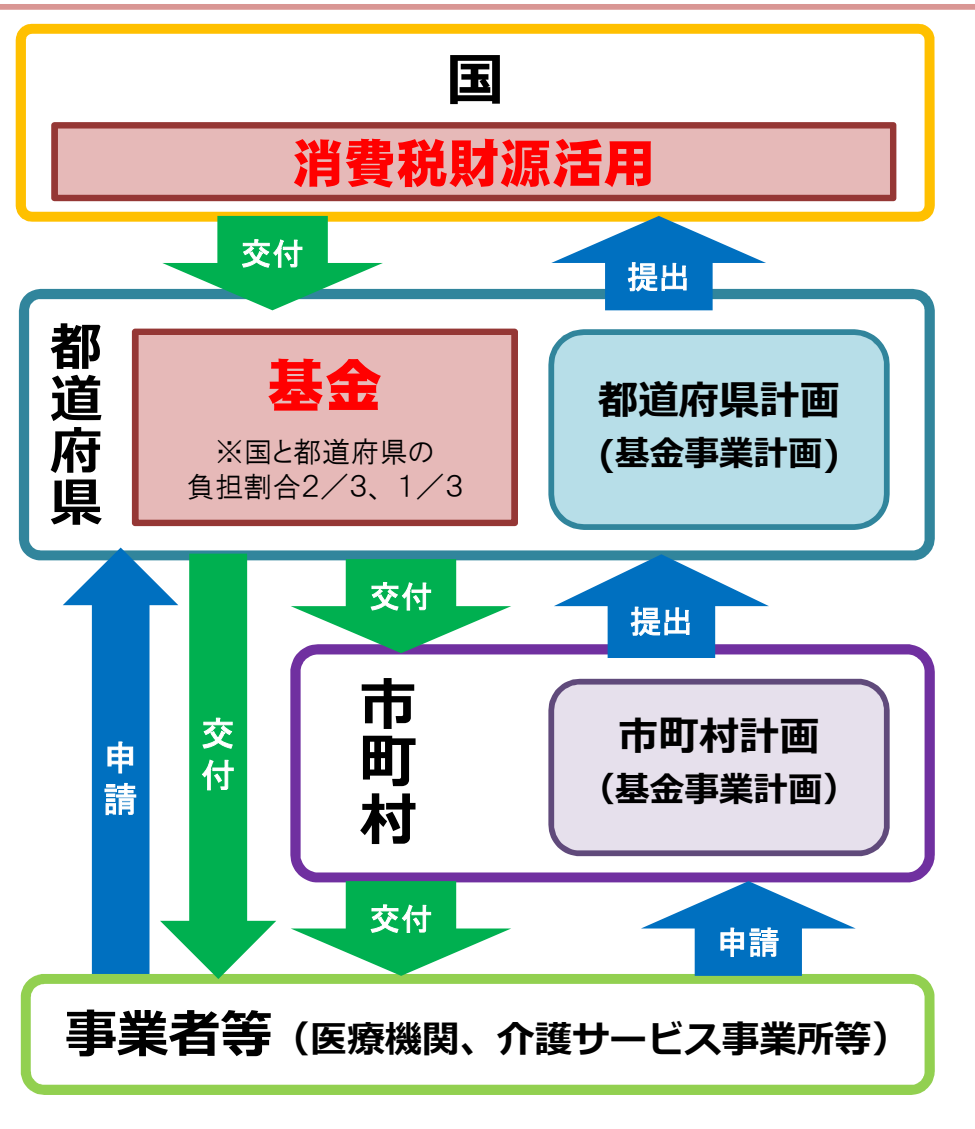 国
消費税財源活用
交付
提出
都道府県
基金
※国と都道府県の
負担割合2／3、1／3
都道府県計画
(基金事業計画)
交付
提出
申請
交付
市町村
市町村計画
（基金事業計画）
交付
申請
事業者等（医療機関、介護サービス事業所等）